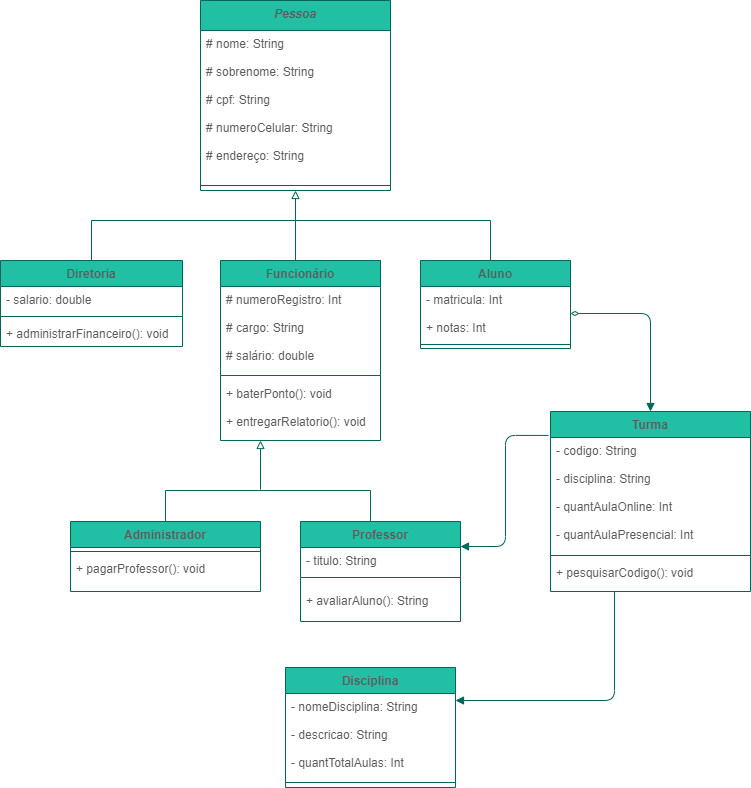 Pessoa
# nome: String
# sobrenome: String
# cpf: String
# numeroCelular: String
# endereço: String
Diretoria
- salario: double
+ administrarFinanceiro(): void
Funcionário
# numeroRegistro: Int
# cargo: String
# salário: double
+ baterPonto(): void
+ entregarRelatorio(): void
Aluno
- matricula: Int
+ notas: Int
Turma
- codigo: String
- disciplina: String
- quantAulaOnline: Int
- quantAulaPresencial: Int
+ pesquisarCodigo(): void
Administrador
+ pagarProfessor(): void
Professor
- titulo: String
+ avaliarAluno(): String
Disciplina
- nomeDisciplina: String
- descricao: String
- quantTotalAulas: Int